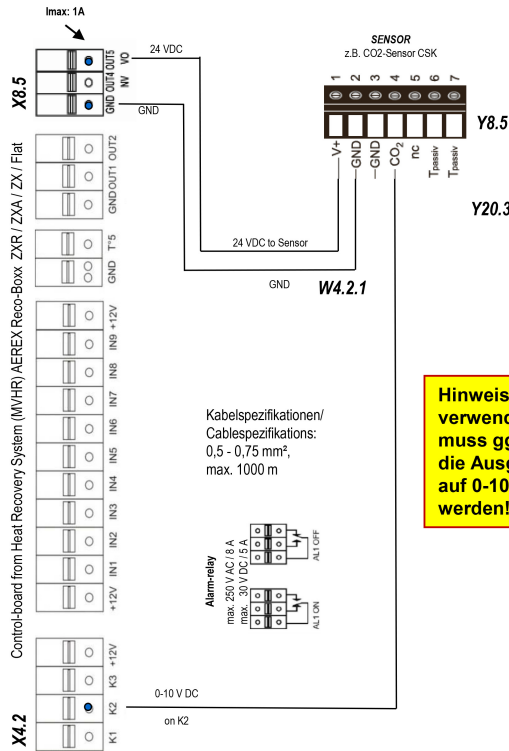 Imax: 1A
X8.5
GND OUT4 OUT5
NV VO
24 VDC
GND
SENSOR
z.B. CO2-Sensor CSK
1 2 3 4 5 6 7
Y8.5
V+
GND
GND
CO2
nc
Tpassiv
Tpassiv
Y20.3
24 VDC to Sensor
GND
W4.2.1
Control-board from Heat Recovery System (MVHR) AEREX Reco-Boxx ZXR / ZXA / ZX / Flat
GND OUT1 OUT2
GND T°5
+12V IN1 IN2 IN3 IN4 IN5 IN6 IN7 IN8 IN9 +12V
Kabelspezifikationen/
Cablespezifikations:
0,5 - 0,75 mm²,
max. 1000 m
Hinweis
verwend
muss gg
die Ausg
auf 0-10
werden!
Alarm-relay
max. 250 V AC / 8 A
max. 30 V DC / 5 A
AL1 OFF
AL1 ON
X4.2
K1 K2 K3 +12V
0-10 V DC
on K2